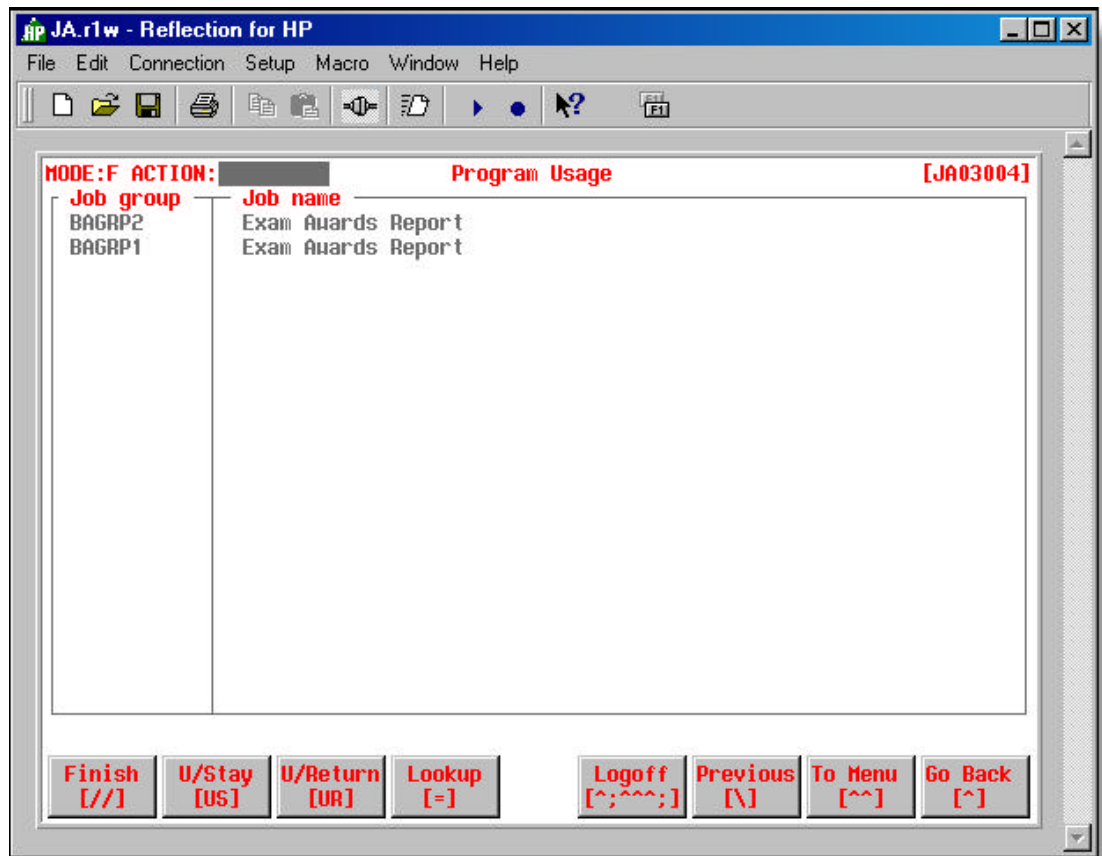 JA.r1w - Reflection for HP
File Edit Connection Setup Macro Window Help
MODE:F ACTION: Program Usage [JA03004]
Job group Job name
BAGRP2 Exam Awards Report
BAGRP1 Exam Awards Report
Finish U/Stay U/Return Lookup Logoff Previous To Menu Go Back
[//] [US] [UR] [=] [^;^^^;] [\] [^^] [^]